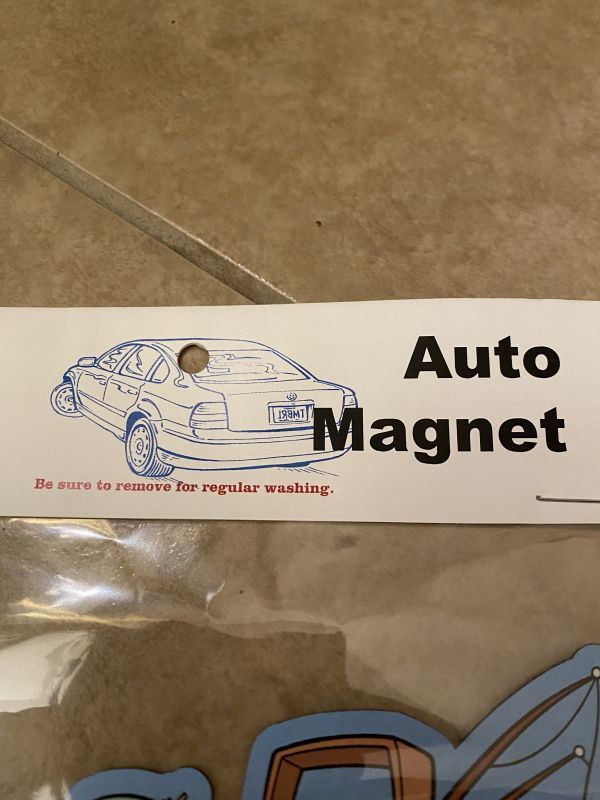 Auto
Magnet
Be sure to remove for regular washing.